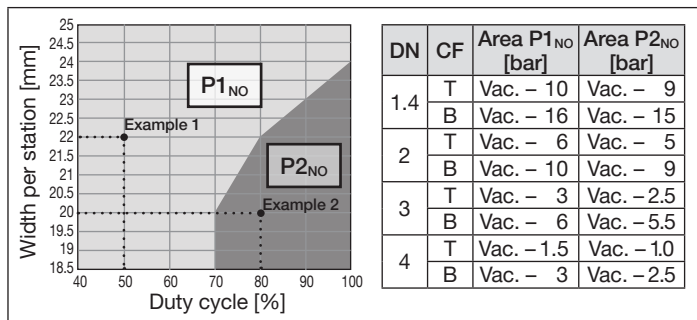 Width per station [mm]
25
24.5
24
23.5
23
22.5
22
21.5
21
20.5
20
19.5
19
18.5
40 50 60 70 80 90 100
Duty cycle [%]
P1NO
P2NO
Example 1
Example 2
DN CF Area P1NO [bar] Area P2NO [bar]
1.4 T Vac. – 10 Vac. – 9
B Vac. – 16 Vac. – 15
2 T Vac. – 6 Vac. – 5
B Vac. – 10 Vac. – 9
3 T Vac. – 3 Vac. –2.5
B Vac. – 6 Vac. –5.5
4 T Vac. –1.5 Vac. –1.0
B Vac. – 3 Vac. –2.5